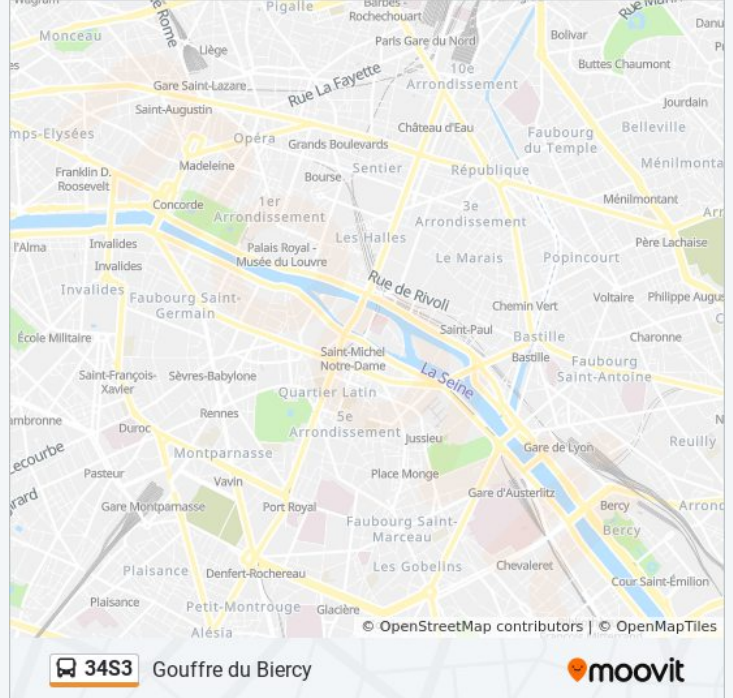 Pigalle
Barbès -
Rochechouart
Monceau
Liège
Paris Gare du Nord
Bolivar
Buttes Chaumont
Gare Saint-Lazare
Rue La Fayette
10e
Arrondissement
Jourdain
Saint-Augustin
Château d'Eau
Faubourg
du Temple
Belleville
mps-Elysées
Opéra
Grands Boulevards
Ménilmonta
Madeleine
Bourse
Sentier
République
Franklin D.
Roosevelt
Concorde
1er
Arrondissement
3e
Arrondissement
Ménilmontant
l'Alma
Invalides
Palais Royal -
Musée du Louvre
Les Halles
Le Marais
Popincourt
Père Lachaise
Invalides
Invalides
Faubourg Saint-
Germain
Rue de Rivoli
Chemin Vert
Voltaire
Philippe Augus
École Militaire
Saint-Paul
Bastille
Charonne
Saint-Michel
Notre-Dame
Bastille
Faubourg
Saint-Antoine
Saint-François-
Xavier
Sèvres-Babylone
La Seine
Quartier Latin
ambronne
Duroc
Rennes
5e
Arrondissement
Jussieu
Gare de Lyon
Reuilly
Lecourbe
Montparnasse
Pasteur
Vavin
Place Monge
Gare d'Austerlitz
Gare Montparnasse
Port Royal
Bercy
Arrond
Faubourg Saint-
Marceau
Bercy
Plaisance
Denfert-Rochereau
Les Gobelins
Chevaleret
Cour Saint-Émilion
Plaisance
Petit-Montrouge
Glacière
Alésia
© OpenStreetMap contributors | © OpenMapTiles
34S3
Gouffre du Biercy
moovit